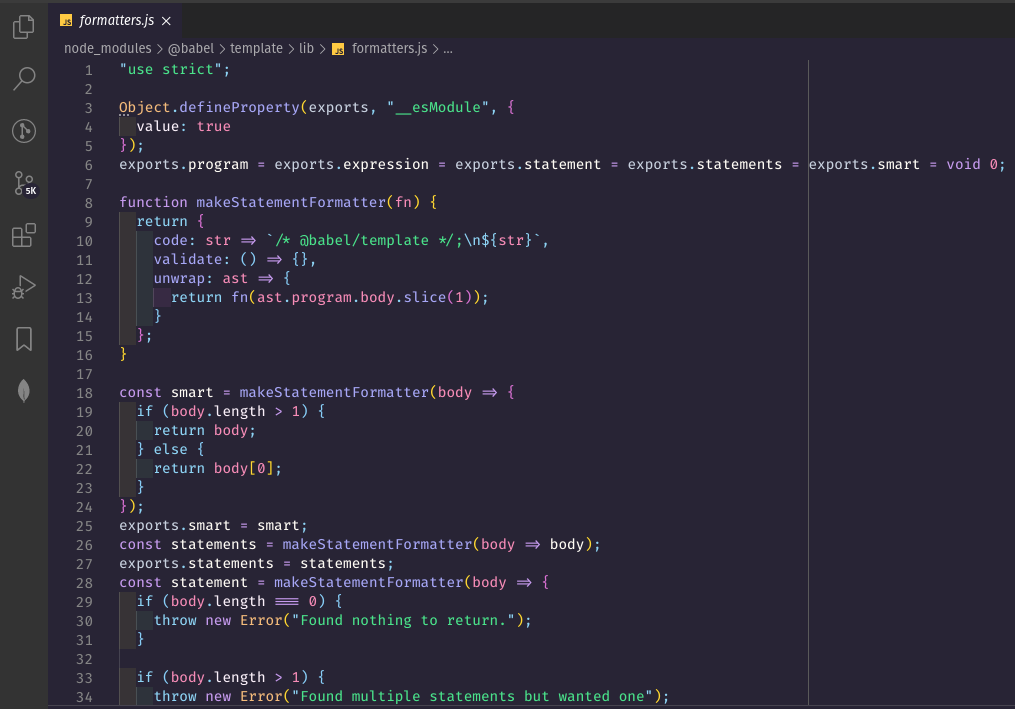 JS formatters.js ×
node_modules > @babel > template > lib > JS formatters.js > ...
1 "use strict";
2
3 Object.defineProperty(exports, "__esModule", {
4   value: true
5 });
6 exports.program = exports.expression = exports.statement = exports.statements = exports.smart = void 0;
7
8 function makeStatementFormatter(fn) {
9   return {
10     code: str => `/* @babel/template */;\n${str}`,
11     validate: () => {},
12     unwrap: ast => {
13       return fn(ast.program.body.slice(1));
14     }
15   };
16 }
17
18 const smart = makeStatementFormatter(body => {
19   if (body.length > 1) {
20     return body;
21   } else {
22     return body[0];
23   }
24 });
25 exports.smart = smart;
26 const statements = makeStatementFormatter(body => body);
27 exports.statements = statements;
28 const statement = makeStatementFormatter(body => {
29   if (body.length === 0) {
30     throw new Error("Found nothing to return.");
31   }
32
33   if (body.length > 1) {
34     throw new Error("Found multiple statements but wanted one");
5K